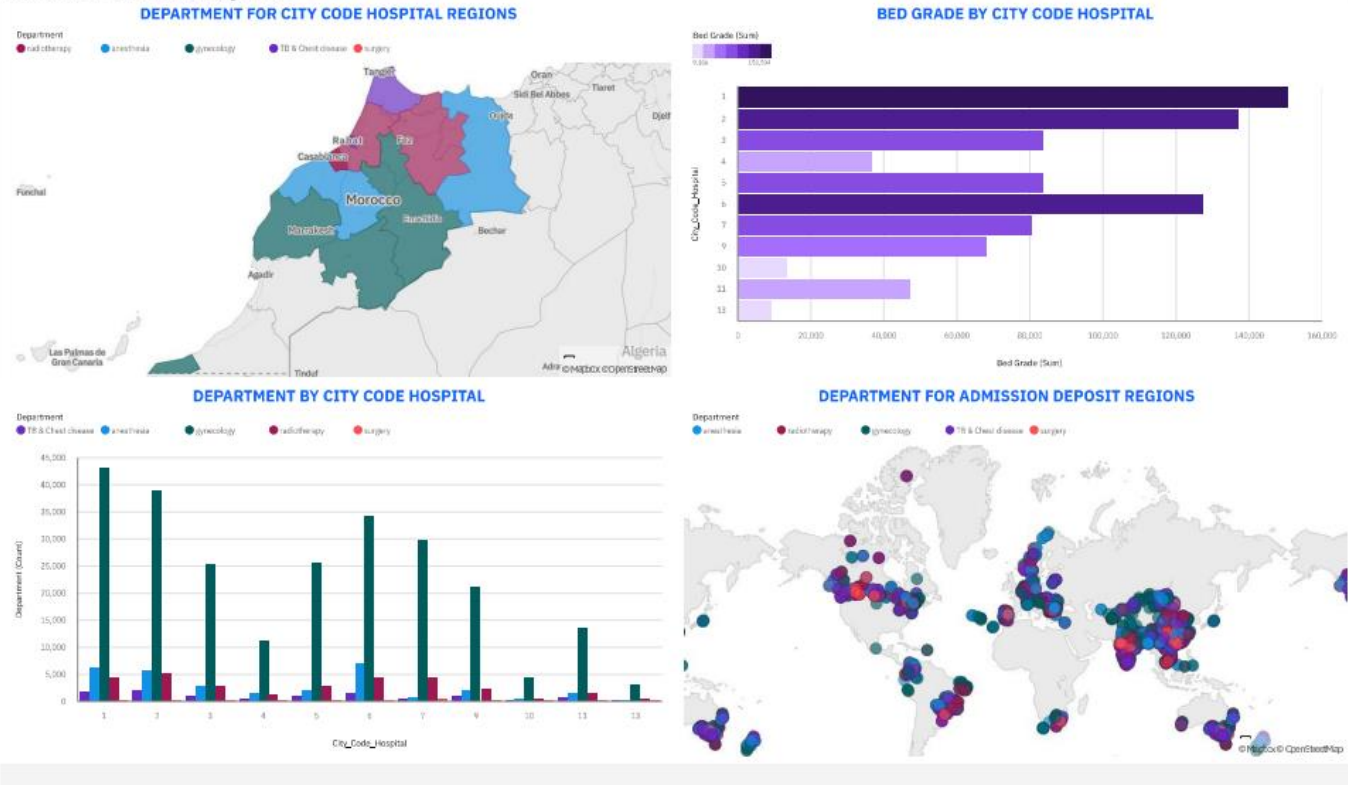 DEPARTMENT FOR CITY CODE HOSPITAL REGIONS
Department
radiotherapy anesthesia gynecology TB & Chest disease surgery
Tangier
Oran
Sidi Bel Abbes
Tiaret
Djelf
Oujda
Rabat
Fez
Casablanca
Funchal
Morocco
Errachidia
Marrakesh
Bechar
Agadir
Las Palmas de
Gran Canaria
Algeria
Tinduf
Adra
© Mapbox © OpenStreetMap
BED GRADE BY CITY CODE HOSPITAL
Bed Grade (Sum)
City_Code_Hospital
1
2
3
4
5
6
7
9
10
11
13
0 20,000 40,000 60,000 80,000 100,000 120,000 140,000 160,000
Bed Grade (Sum)
DEPARTMENT BY CITY CODE HOSPITAL
Department
TB & Chest disease anesthesia gynecology radiotherapy surgery
Department (Count)
45,000
40,000
35,000
30,000
25,000
20,000
15,000
10,000
5,000
0
1 2 3 4 5 6 7 9 10 11 13
City_Code_Hospital
DEPARTMENT FOR ADMISSION DEPOSIT REGIONS
Department
anesthesia radiotherapy gynecology TB & Chest disease surgery
© Mapbox © OpenStreetMap